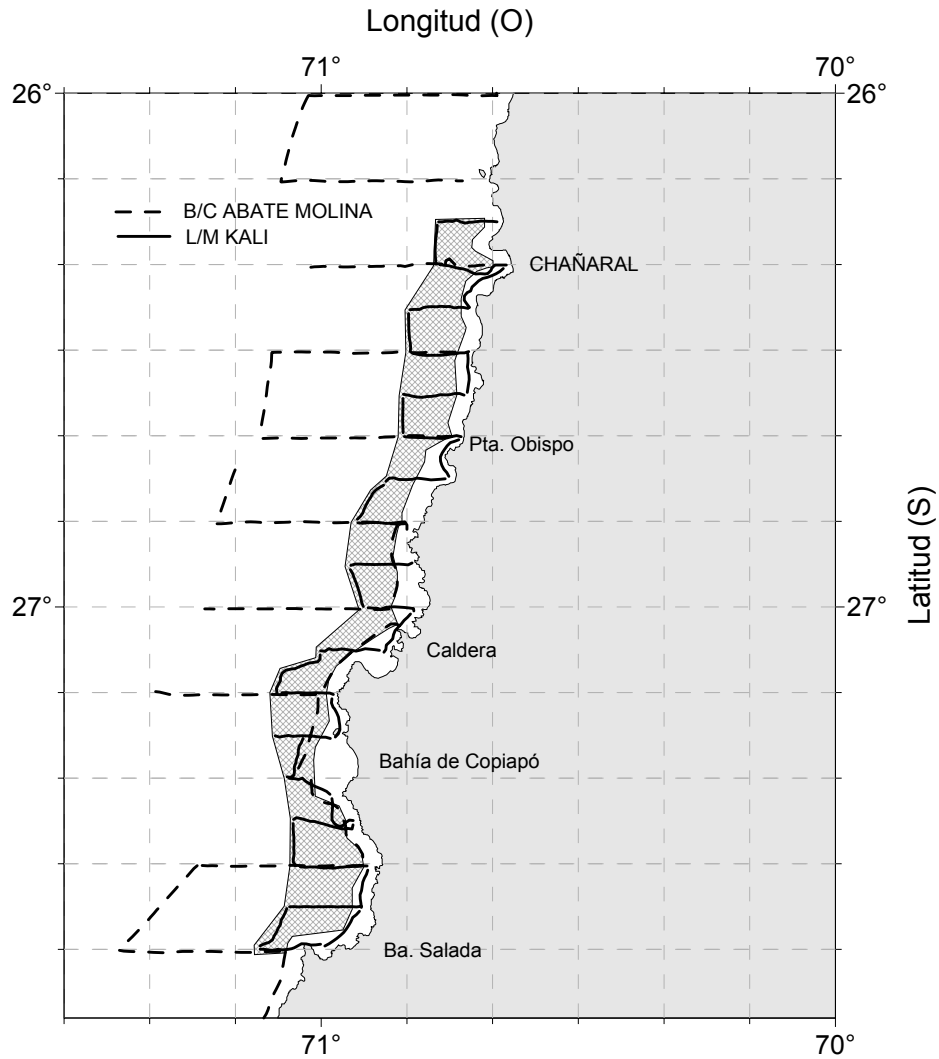 Longitud (O)
71° 70°
26° 26°
B/C ABATE MOLINA
L/M KALI
CHAÑARAL
Pta. Obispo
Latitud (S)
27° 27°
Caldera
Bahía de Copiapó
Ba. Salada
71° 70°